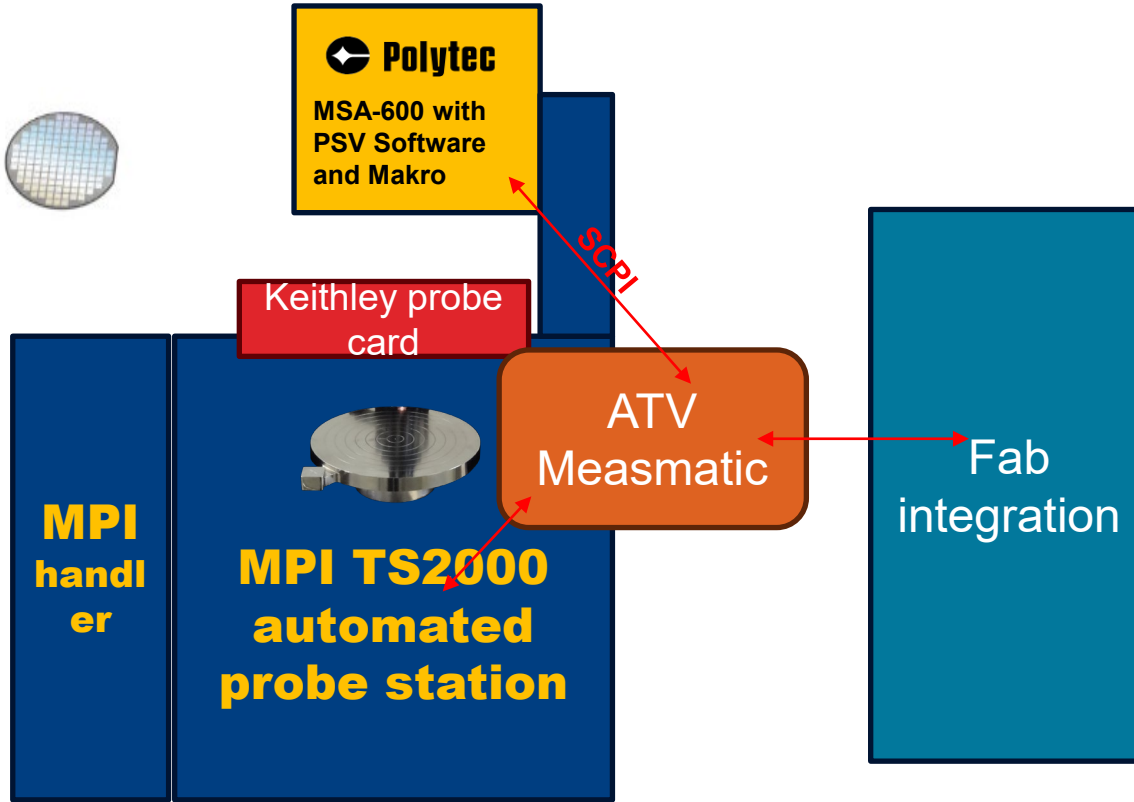 Polytec
MSA-600 with
PSV Software
and Makro
SCPI
Keithley probe
card
ATV
Measmatic
Fab
integration
MPI
handl
er
MPI TS2000
automated
probe station